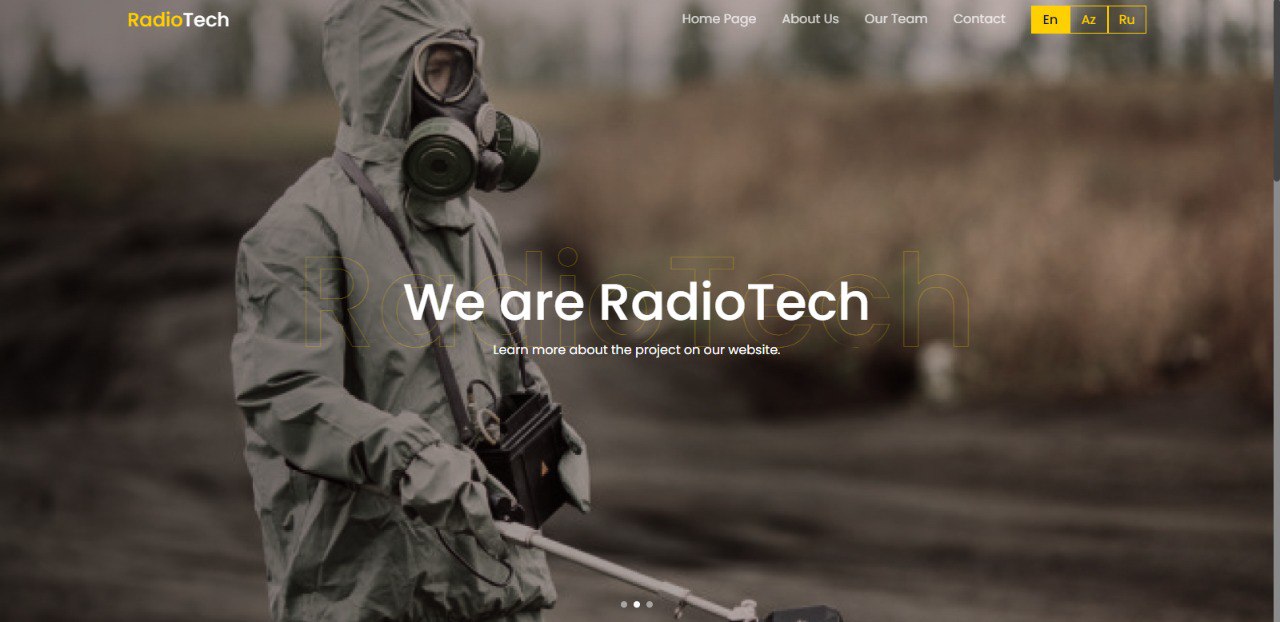 RadioTech
Home Page
About Us
Our Team
Contact
En
Az
Ru
RadioTech
We are RadioTech
Learn more about the project on our website.